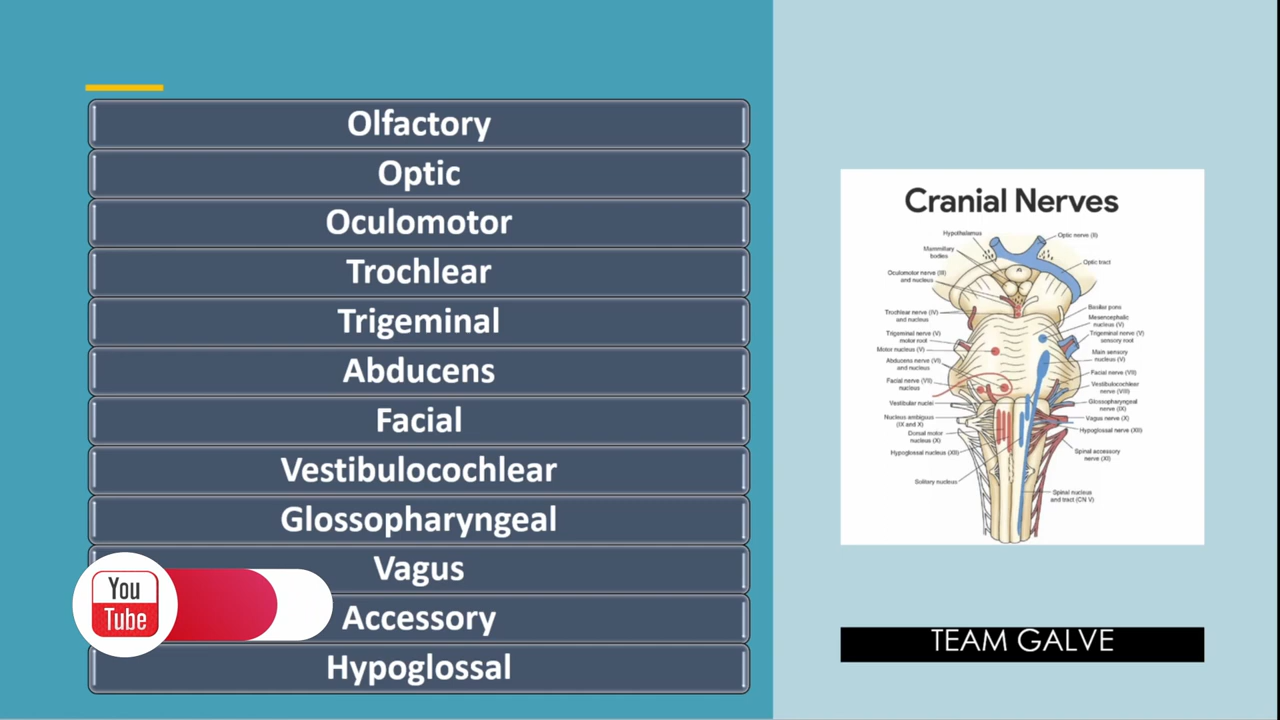 Olfactory
Optic
Oculomotor
Trochlear
Trigeminal
Abducens
Facial
Vestibulocochlear
Glossopharyngeal
Vagus
Accessory
Hypoglossal
You
Tube
Cranial Nerves
Hypothalamus
Mammillary
bodies
Oculomotor nerve (III)
and nucleus
Trochlear nerve (IV)
and nucleus
Trigeminal nerve (V)
motor root
Motor nucleus (V)
Abducens nerve (VI)
and nucleus
Facial nerve (VII)
nucleus
Vestibular nuclei
Nucleus ambiguus
(IX and X)
Dorsal motor
nucleus (X)
Hypoglossal nucleus (XII)
Solitary nucleus
Optic nerve (II)
Optic tract
Basilar pons
Mesencephalic
nucleus (V)
Trigeminal nerve (V)
sensory root
Main sensory
nucleus (V)
Facial nerve (VII)
Vestibulocochlear
nerve (VIII)
Glossopharyngeal
nerve (IX)
Vagus nerve (X)
Hypoglossal nerve (XII)
Spinal accessory
nerve (XI)
Spinal nucleus
and tract (CN V)
TEAM GALVE